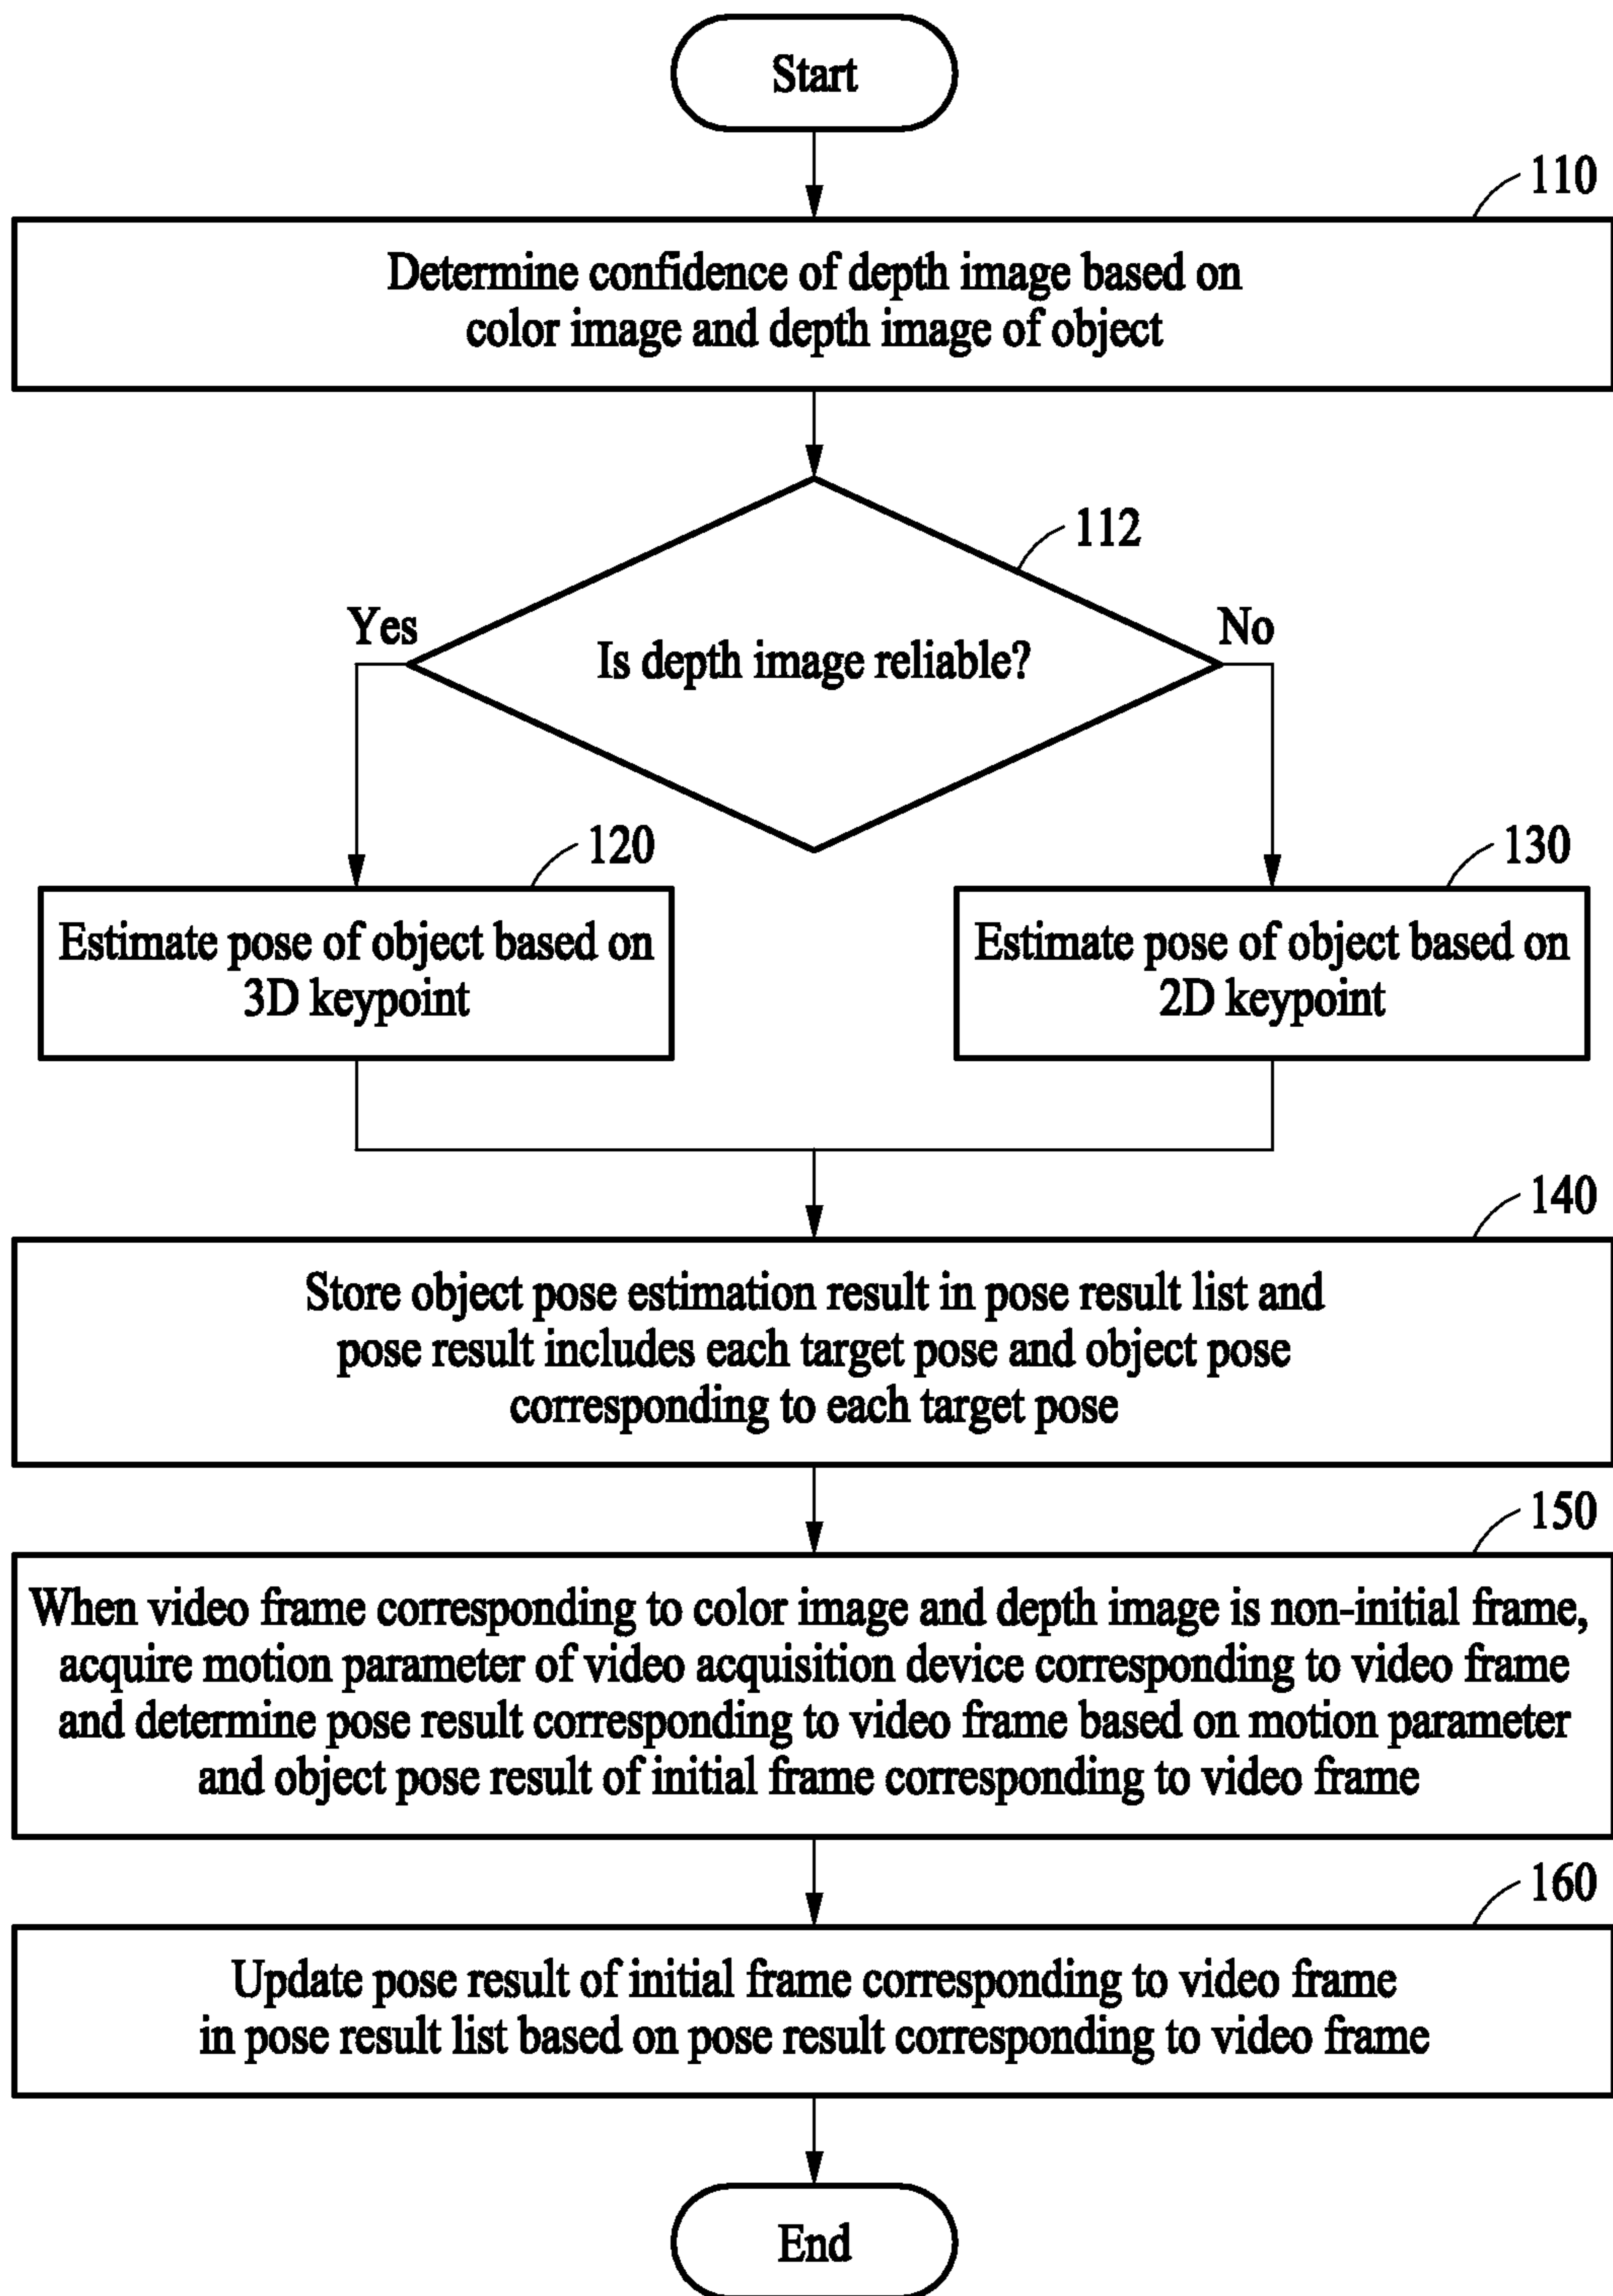 Start
110
Determine confidence of depth image based on
color image and depth image of object
112
Yes
No
Is depth image reliable?
120
130
Estimate pose of object based on
3D keypoint
Estimate pose of object based on
2D keypoint
140
Store object pose estimation result in pose result list and
pose result includes each target pose and object pose
corresponding to each target pose
150
When video frame corresponding to color image and depth image is non-initial frame,
acquire motion parameter of video acquisition device corresponding to video frame
and determine pose result corresponding to video frame based on motion parameter
and object pose result of initial frame corresponding to video frame
160
Update pose result of initial frame corresponding to video frame
in pose result list based on pose result corresponding to video frame
End